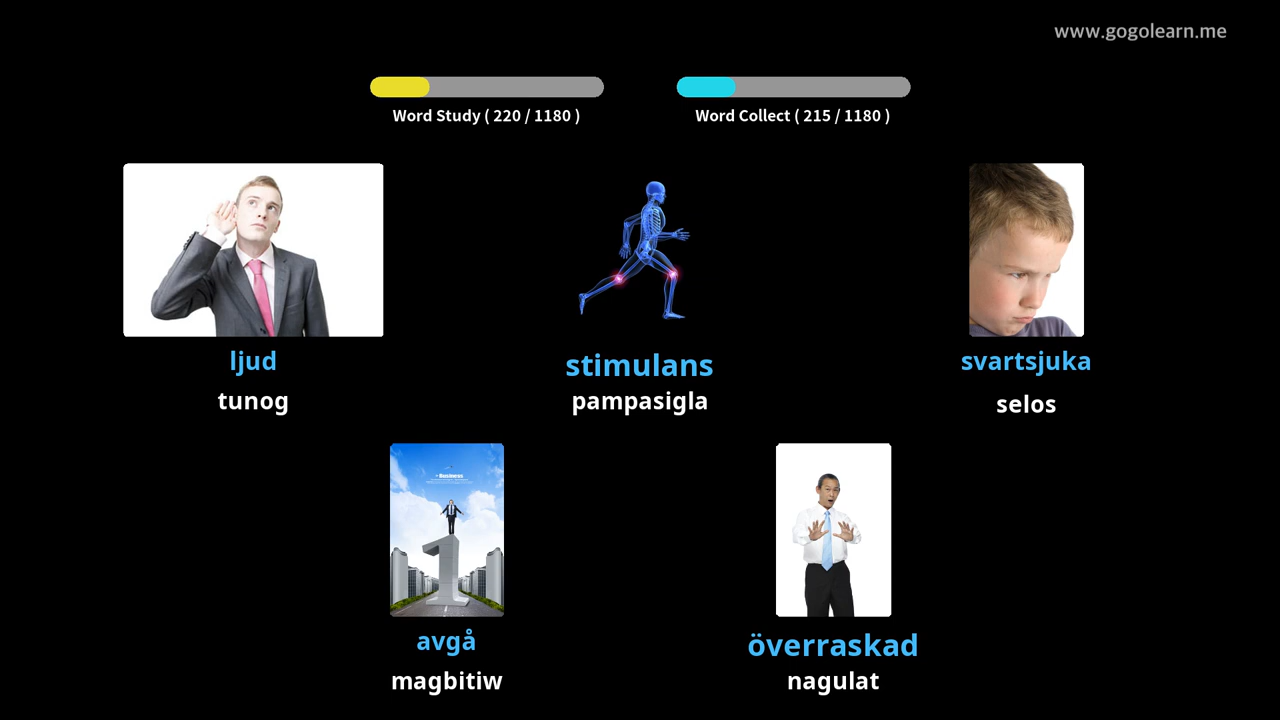 www.gogolearn.me
Word Study ( 220 / 1180 )
Word Collect ( 215 / 1180 )
ljud
tunog
stimulans
pampasigla
svartsjuka
selos
Business
avgå
magbitiw
överraskad
nagulat